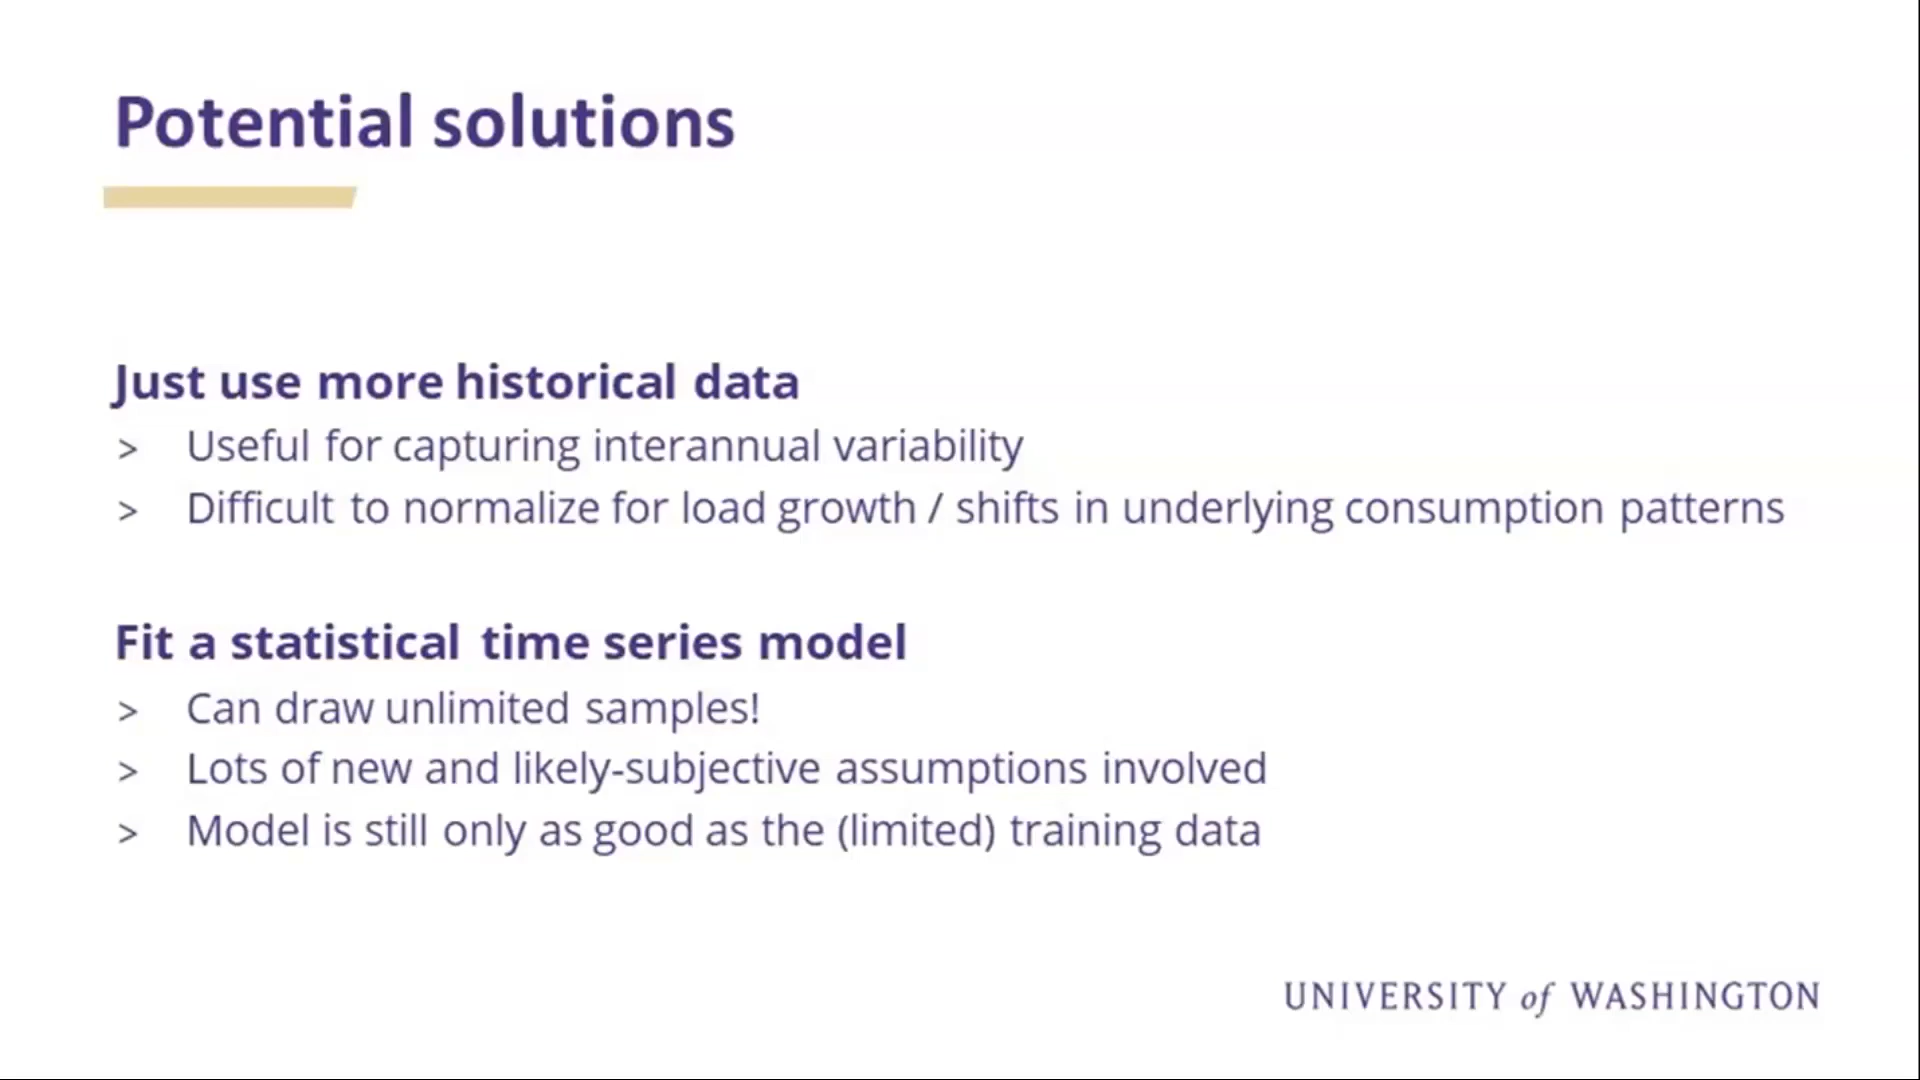 Potential solutions
Just use more historical data
> Useful for capturing interannual variability
> Difficult to normalize for load growth / shifts in underlying consumption patterns
Fit a statistical time series model
> Can draw unlimited samples!
> Lots of new and likely-subjective assumptions involved
> Model is still only as good as the (limited) training data
UNIVERSITY of WASHINGTON